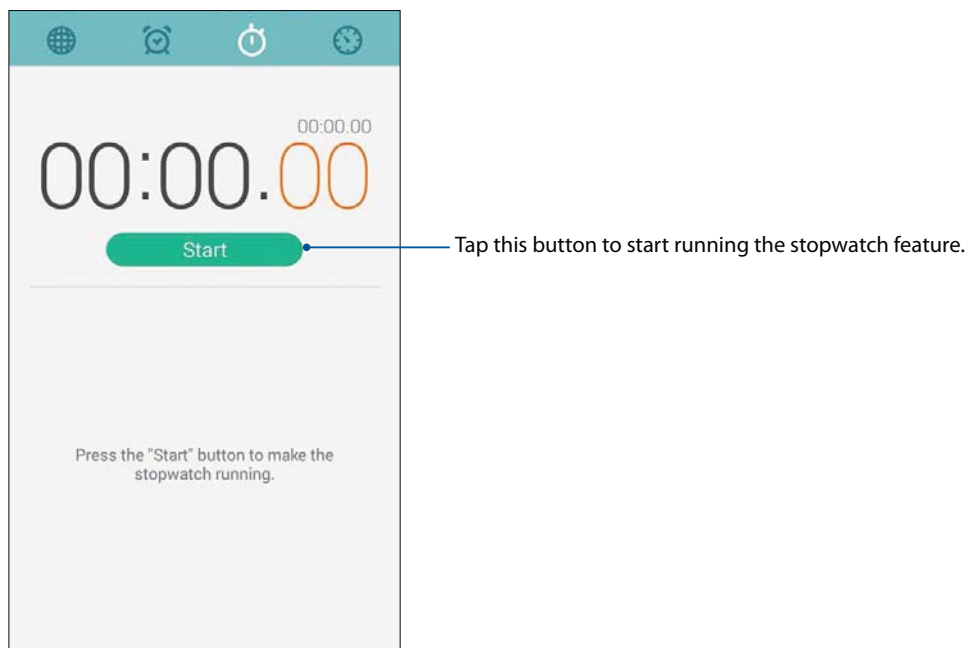 00:00.00
00:00.00
Start
Tap this button to start running the stopwatch feature.
Press the "Start" button to make the
stopwatch running.